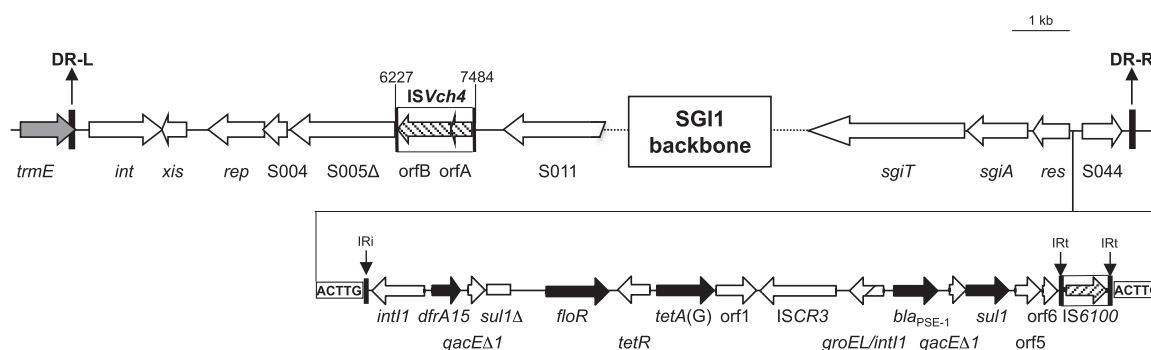 1 kb
DR-L
DR-R
6227 7484
ISVch4
SGI1
backbone
trmE int xis rep S004 S005Δ orfB orfA S011 sgiT sgiA res S044
IRi IRt IRt
ACTTG ACTTG
intI1 dfrA15 sul1Δ floR tetA(G) orf1 ISCR3 blaPSE-1 sul1 orf6 IS6100
qacEΔ1 tetR groEL/intI1 qacEΔ1 orf5